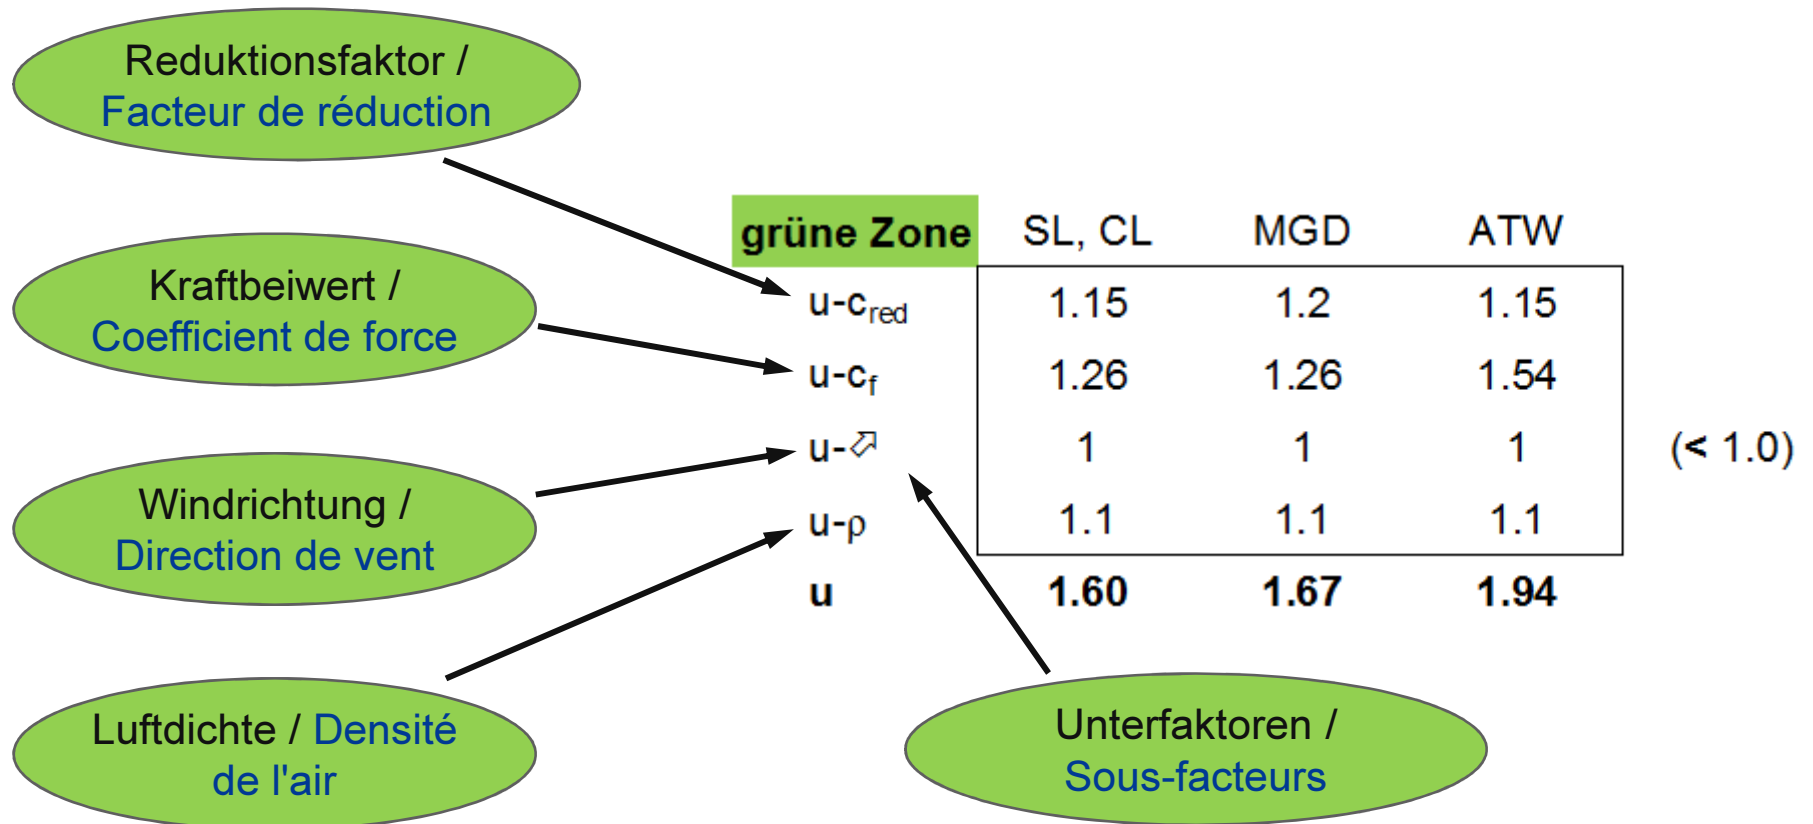 Reduktionsfaktor /
Facteur de réduction
Kraftbeiwert /
Coefficient de force
Windrichtung /
Direction de vent
Luftdichte / Densité
de l'air
grüne Zone SL, CL MGD ATW
u-cred 1.15 1.2 1.15
u-cf 1.26 1.26 1.54
u-⬀ 1 1 1 (< 1.0)
u-ρ 1.1 1.1 1.1
u 1.60 1.67 1.94
Unterfaktoren /
Sous-facteurs